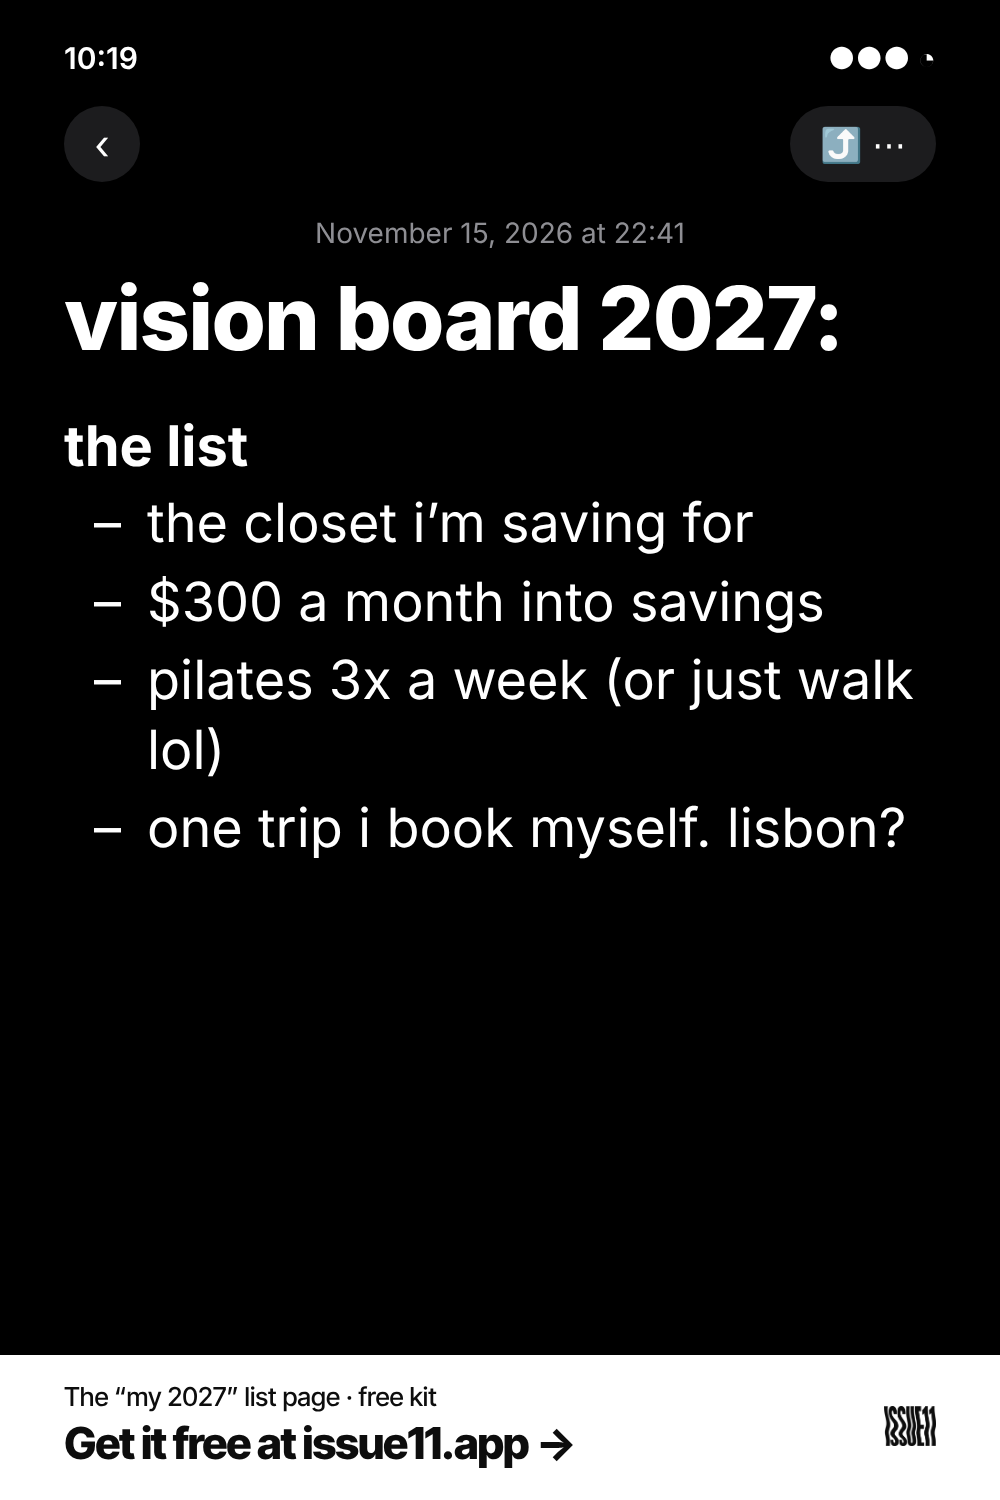 10:19
‹
⤴️ ...
November 15, 2026 at 22:41
vision board 2027:
the list
– the closet i’m saving for
– $300 a month into savings
– pilates 3x a week (or just walk
lol)
– one trip i book myself. lisbon?
The “my 2027” list page · free kit
Get it free at issue11.app →
ISSUE11